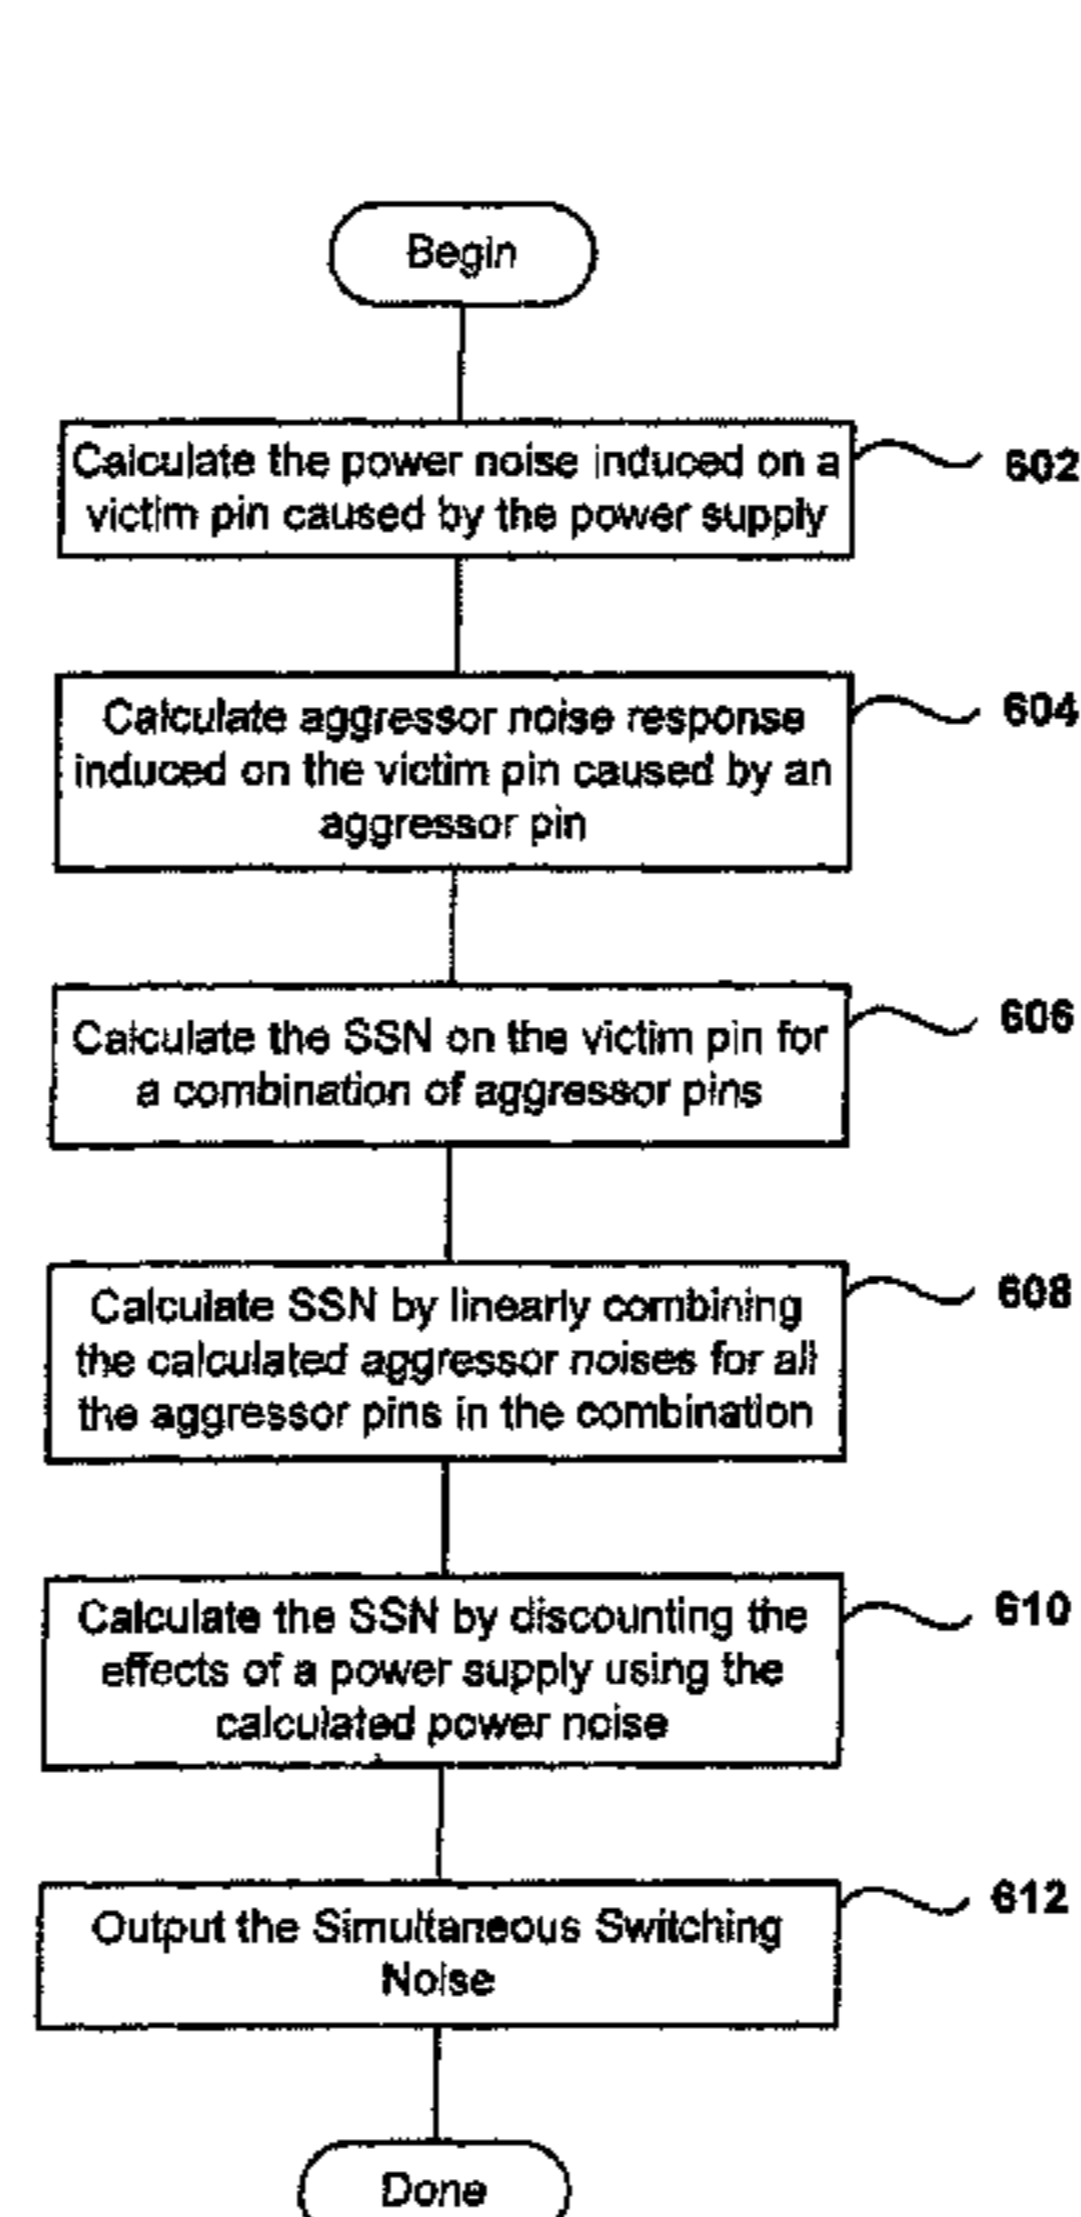 Begin
Calculate the power noise induced on a
victim pin caused by the power supply
602
Calculate aggressor noise response
induced on the victim pin caused by an
aggressor pin
604
Calculate the SSN on the victim pin for
a combination of aggressor pins
606
Calculate SSN by linearly combining
the calculated aggressor noises for all
the aggressor pins in the combination
608
Calculate the SSN by discounting the
effects of a power supply using the
calculated power noise
610
Output the Simultaneous Switching
Noise
612
Done